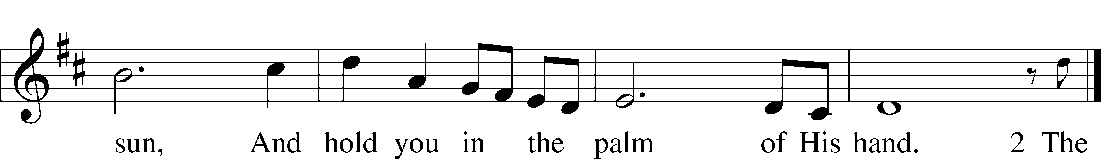 sun, And hold you in the palm of His hand. 2 The